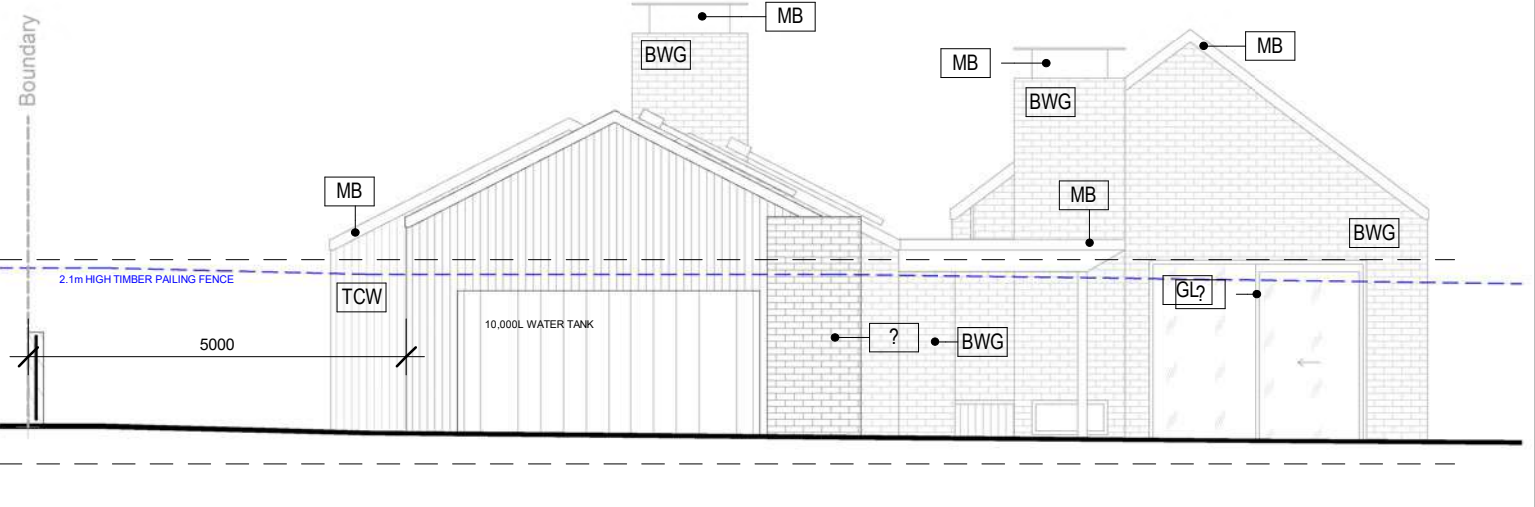 Boundary
MB
BWG
MB
MB
BWG
MB
MB
BWG
2.1m HIGH TIMBER PAILING FENCE
TCW
GL
?
10,000L WATER TANK
5000
?
BWG